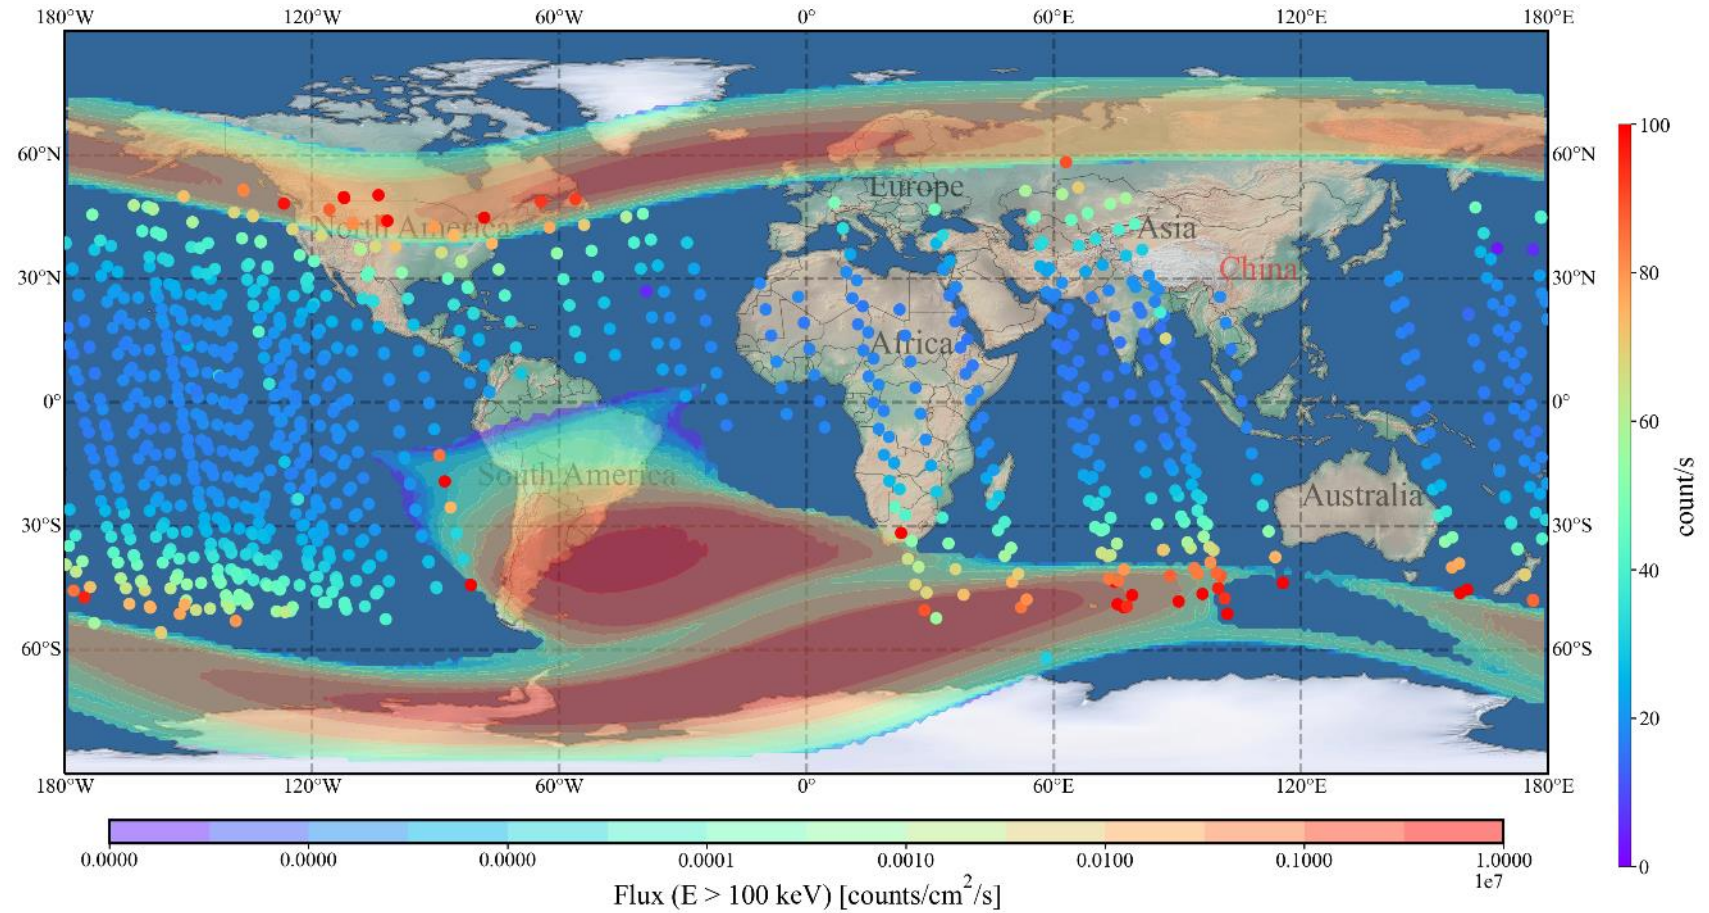 180°W 120°W 60°W 0° 60°E 120°E 180°E
100
60°N 60°N
Europe
North America Asia
80
30°N China 30°N
Africa
60
0° 0°
count/s
South America
Australia
30°S 30°S
40
60°S 60°S
20
180°W 120°W 60°W 0° 60°E 120°E 180°E
0.0000 0.0000 0.0000 0.0001 0.0010 0.0100 0.1000 1.0000
0
1e7
Flux (E > 100 keV) [counts/cm²/s]